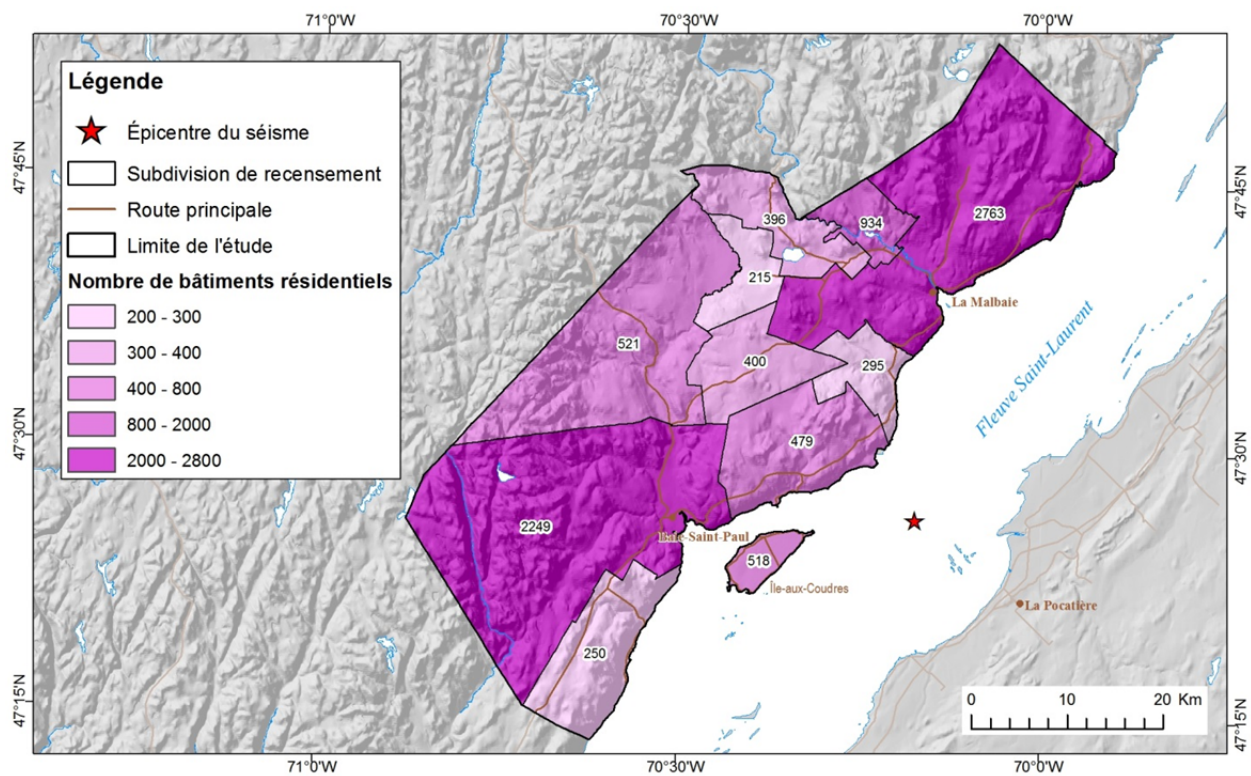 71°0'W 70°30'W 70°0'W
Légende
Épicentre du séisme
Subdivision de recensement
Route principale
Limite de l'étude
Nombre de bâtiments résidentiels
200 - 300
300 - 400
400 - 800
800 - 2000
2000 - 2800
47°45'N
47°30'N
47°15'N
47°45'N
47°30'N
47°15'N
396
934
2763
215
La Malbaie
521
400
295
Fleuve Saint-Laurent
479
2249
Baie-Saint-Paul
518
Île-aux-Coudres
La Pocatière
250
0 10 20 Km
71°0'W 70°30'W 70°0'W